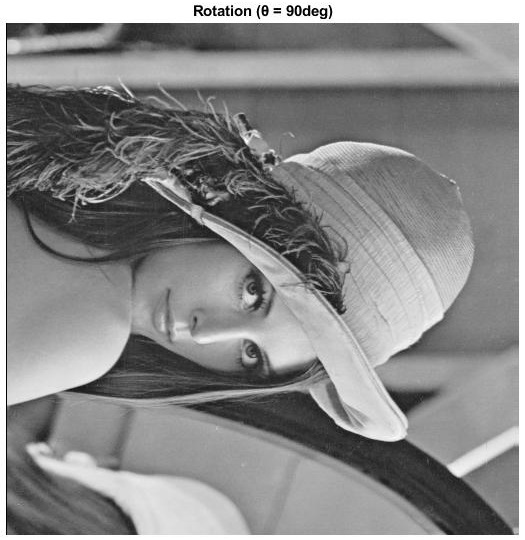 Rotation (θ = 90deg)